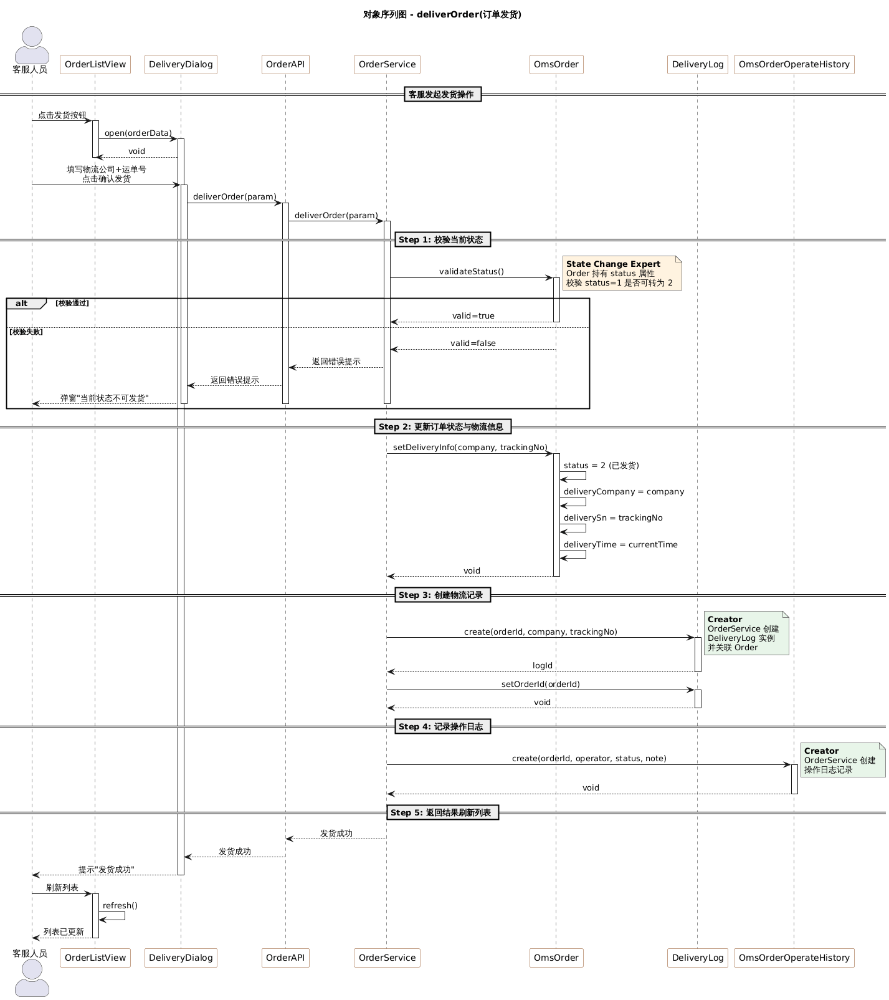 对象序列图 - deliverOrder(订单发货)
客服人员
OrderListView
DeliveryDialog
OrderAPI
OrderService
OmsOrder
DeliveryLog
OmsOrderOperateHistory
客服发起发货操作
点击发货按钮
open(orderData)
void
填写物流公司+运单号
点击确认发货
deliverOrder(param)
deliverOrder(param)
Step 1: 校验当前状态
State Change Expert
Order 持有 status 属性
校验 status=1 是否可转为 2
validateStatus()
alt
[校验通过]
valid=true
[校验失败]
valid=false
返回错误提示
返回错误提示
弹窗"当前状态不可发货"
Step 2: 更新订单状态与物流信息
setDeliveryInfo(company, trackingNo)
status = 2 (已发货)
deliveryCompany = company
deliverySn = trackingNo
deliveryTime = currentTime
void
Step 3: 创建物流记录
Creator
OrderService 创建
DeliveryLog 实例
并关联 Order
create(orderId, company, trackingNo)
logId
setOrderId(orderId)
void
Step 4: 记录操作日志
Creator
OrderService 创建
操作日志记录
create(orderId, operator, status, note)
void
Step 5: 返回结果刷新列表
发货成功
发货成功
提示"发货成功"
刷新列表
refresh()
列表已更新
客服人员
OrderListView
DeliveryDialog
OrderAPI
OrderService
OmsOrder
DeliveryLog
OmsOrderOperateHistory